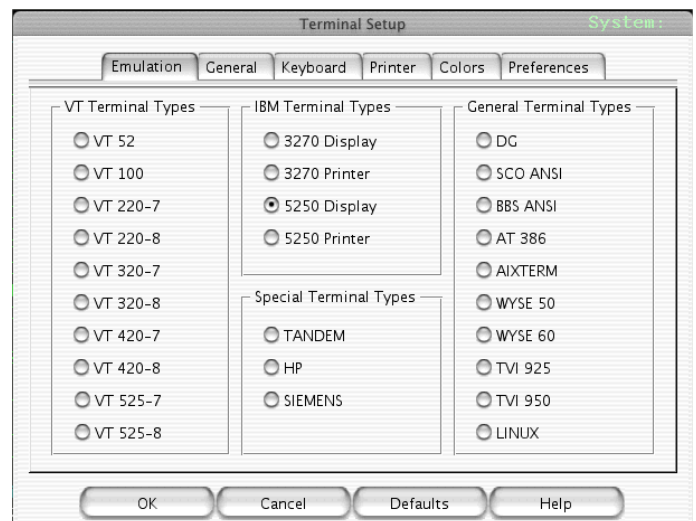 Terminal Setup
System:
Emulation General Keyboard Printer Colors Preferences
VT Terminal Types
VT 52
VT 100
VT 220-7
VT 220-8
VT 320-7
VT 320-8
VT 420-7
VT 420-8
VT 525-7
VT 525-8
IBM Terminal Types
3270 Display
3270 Printer
5250 Display
5250 Printer
Special Terminal Types
TANDEM
HP
SIEMENS
General Terminal Types
DG
SCO ANSI
BBS ANSI
AT 386
AIXTERM
WYSE 50
WYSE 60
TVI 925
TVI 950
LINUX
OK Cancel Defaults Help